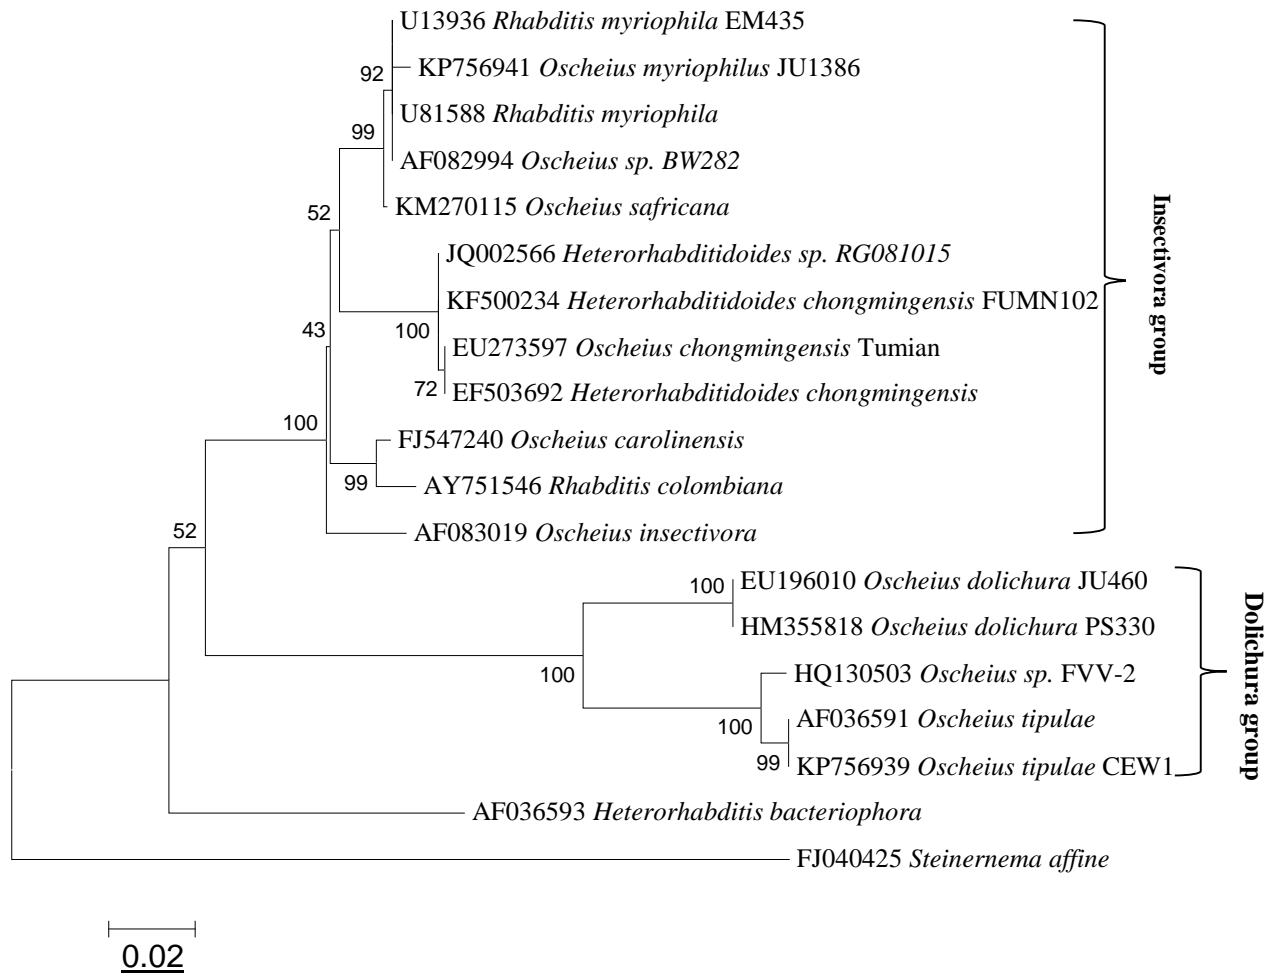 U13936 Rhabditis myriophila EM435
92
KP756941 Oscheius myriophilus JU1386
U81588 Rhabditis myriophila
99
AF082994 Oscheius sp. BW282
52
KM270115 Oscheius safricana
JQ002566 Heterorhabditidoides sp. RG081015
KF500234 Heterorhabditidoides chongmingensis FUMN102
43
100
EU273597 Oscheius chongmingensis Tumian
72
EF503692 Heterorhabditidoides chongmingensis
100
FJ547240 Oscheius carolinensis
99
AY751546 Rhabditis colombiana
AF083019 Oscheius insectivora
Insectivora group
52
100
EU196010 Oscheius dolichura JU460
HM355818 Oscheius dolichura PS330
100
HQ130503 Oscheius sp. FVV-2
100
AF036591 Oscheius tipulae
99
KP756939 Oscheius tipulae CEW1
Dolichura group
AF036593 Heterorhabditis bacteriophora
FJ040425 Steinernema affine
0.02